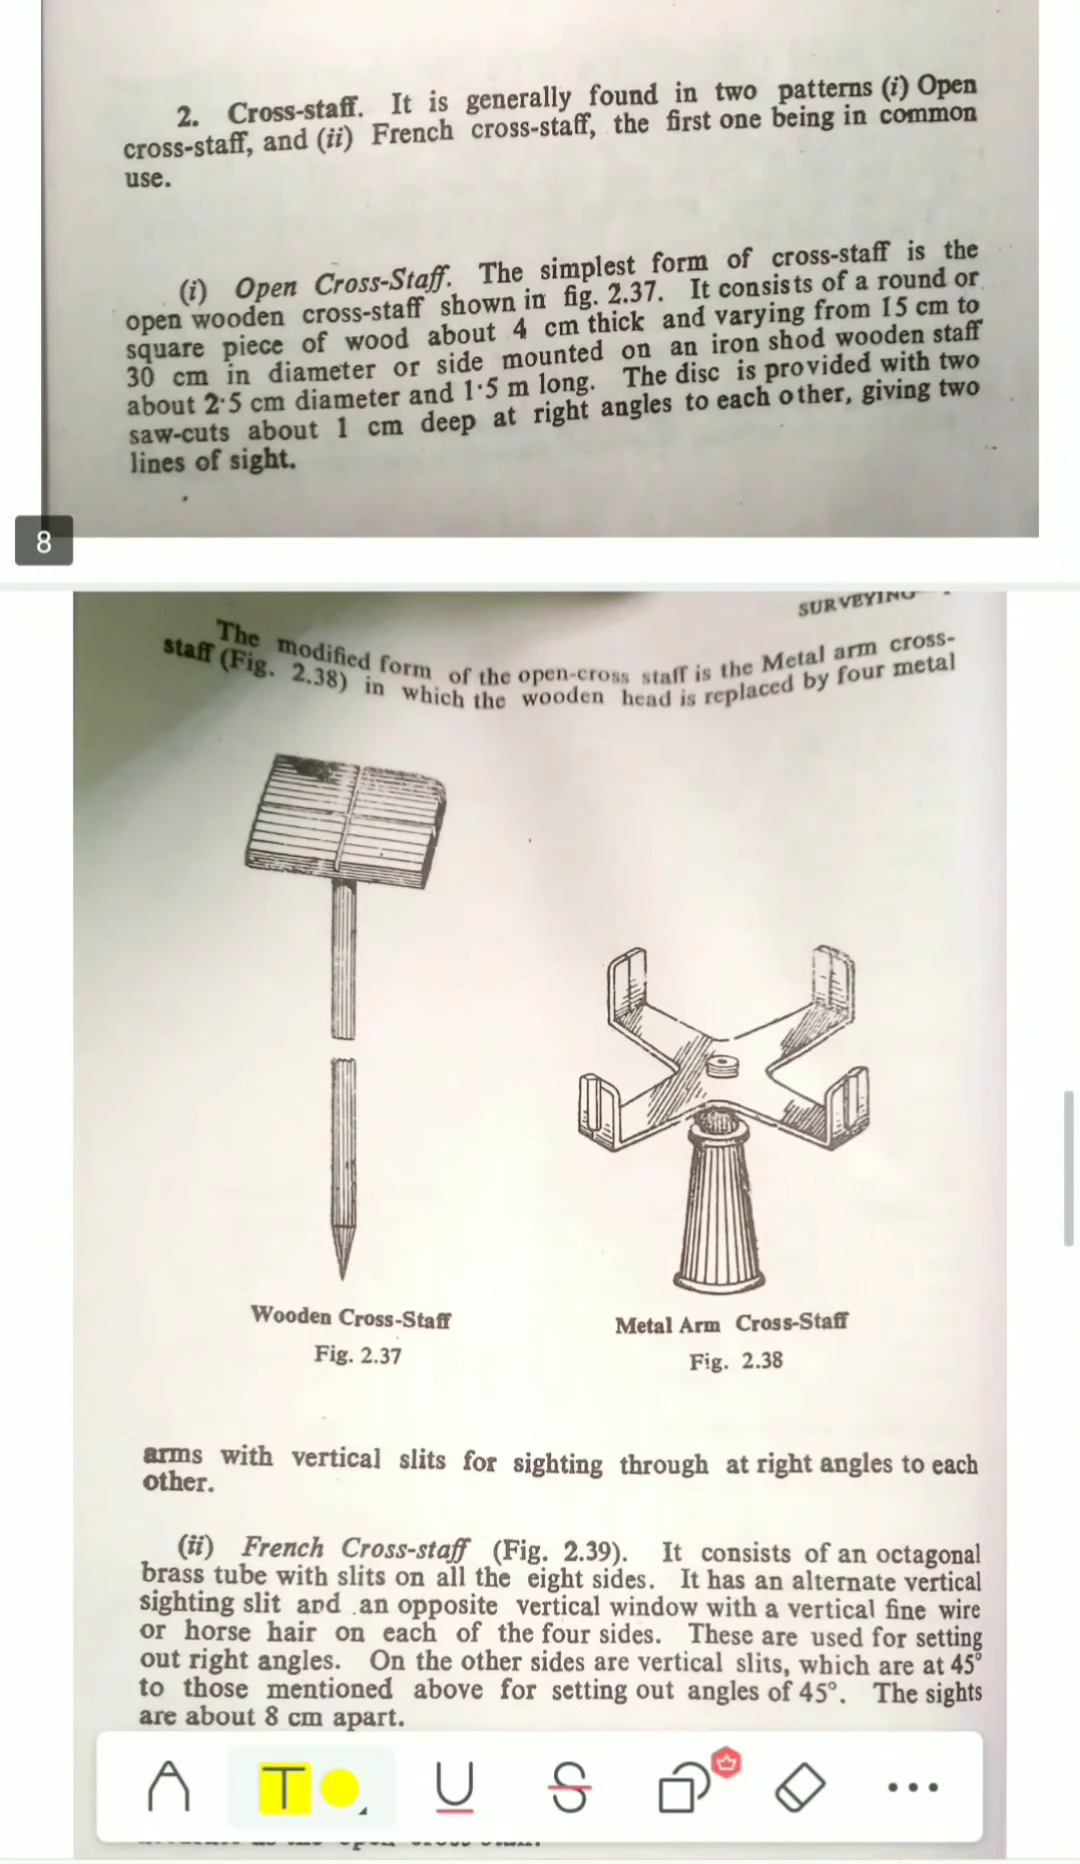 2. Cross-staff. It is generally found in two patterns (i) Open
cross-staff, and (ii) French cross-staff, the first one being in common
use.
(i) Open Cross-Staff. The simplest form of cross-staff is the
open wooden cross-staff shown in fig. 2.37. It consists of a round or
square piece of wood about 4 cm thick and varying from 15 cm to
30 cm in diameter or side mounted on an iron shod wooden staff
about 2·5 cm diameter and 1·5 m long. The disc is provided with two
saw-cuts about 1 cm deep at right angles to each other, giving two
lines of sight.
8
SURVEYING
The modified form of the open-cross staff is the Metal arm cross-
staff (Fig. 2.38) in which the wooden head is replaced by four metal
Wooden Cross-Staff
Fig. 2.37
Metal Arm Cross-Staff
Fig. 2.38
arms with vertical slits for sighting through at right angles to each
other.
(ii) French Cross-staff (Fig. 2.39). It consists of an octagonal
brass tube with slits on all the eight sides. It has an alternate vertical
sighting slit and an opposite vertical window with a vertical fine wire
or horse hair on each of the four sides. These are used for setting
out right angles. On the other sides are vertical slits, which are at 45°
to those mentioned above for setting out angles of 45°. The sights
are about 8 cm apart.
T
U
S